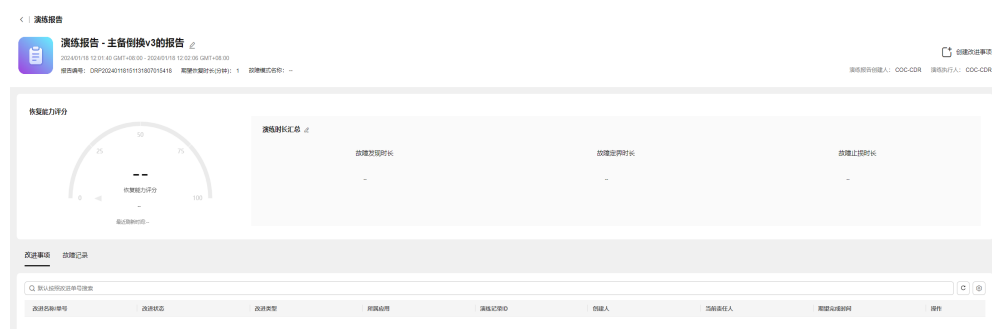 演练报告
演练报告 - 主备倒换v3的报告
2024/01/18 12:01:40 GMT+08:00 - 2024/01/18 12:02:06 GMT+08:00
报告编号： DRP20240118151131807015418 期望恢复时长(分钟)： 1 故障模式名称： --
创建改进事项
演练报告创建人： COC-CDR 演练执行人： COC-CDR
恢复能力评分
0 25 50 75 100
--
恢复能力评分
--
最近刷新时间 --
演练时长汇总
故障发现时长 故障定界时长 故障止损时长
-- -- --
改进事项 故障记录
默认按照改进单号搜索
改进名称/单号 改进状态 改进类型 所属应用 演练记录ID 创建人 当前责任人 期望完成时间 操作